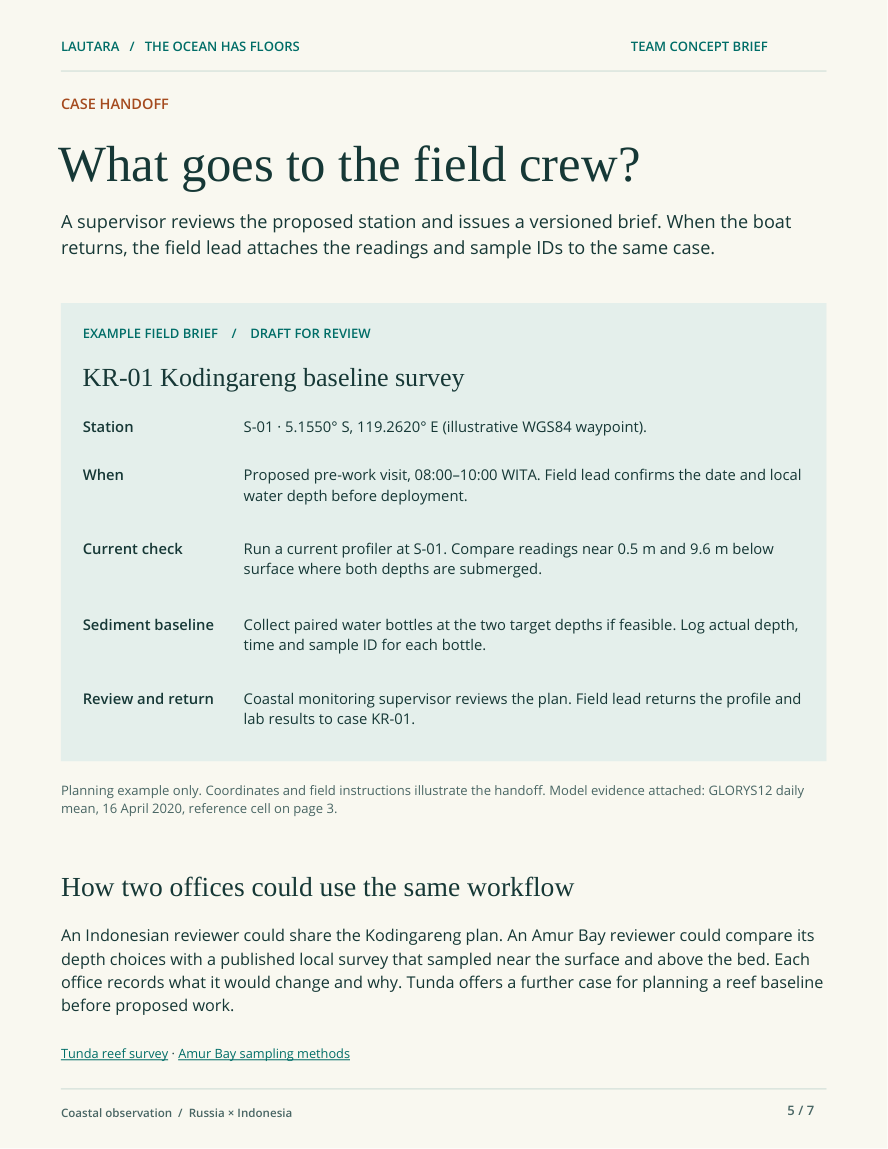 LAUTARA / THE OCEAN HAS FLOORS
TEAM CONCEPT BRIEF
CASE HANDOFF
What goes to the field crew?
A supervisor reviews the proposed station and issues a versioned brief. When the boat
returns, the field lead attaches the readings and sample IDs to the same case.
EXAMPLE FIELD BRIEF / DRAFT FOR REVIEW
KR-01 Kodingareng baseline survey
Station
S-01 · 5.1550° S, 119.2620° E (illustrative WGS84 waypoint).
When
Proposed pre-work visit, 08:00–10:00 WITA. Field lead confirms the date and local
water depth before deployment.
Current check
Run a current profiler at S-01. Compare readings near 0.5 m and 9.6 m below
surface where both depths are submerged.
Sediment baseline
Collect paired water bottles at the two target depths if feasible. Log actual depth,
time and sample ID for each bottle.
Review and return
Coastal monitoring supervisor reviews the plan. Field lead returns the profile and
lab results to case KR-01.
Planning example only. Coordinates and field instructions illustrate the handoff. Model evidence attached: GLORYS12 daily
mean, 16 April 2020, reference cell on page 3.
How two offices could use the same workflow
An Indonesian reviewer could share the Kodingareng plan. An Amur Bay reviewer could compare its
depth choices with a published local survey that sampled near the surface and above the bed. Each
office records what it would change and why. Tunda offers a further case for planning a reef baseline
before proposed work.
Tunda reef survey · Amur Bay sampling methods
Coastal observation / Russia × Indonesia
5 / 7